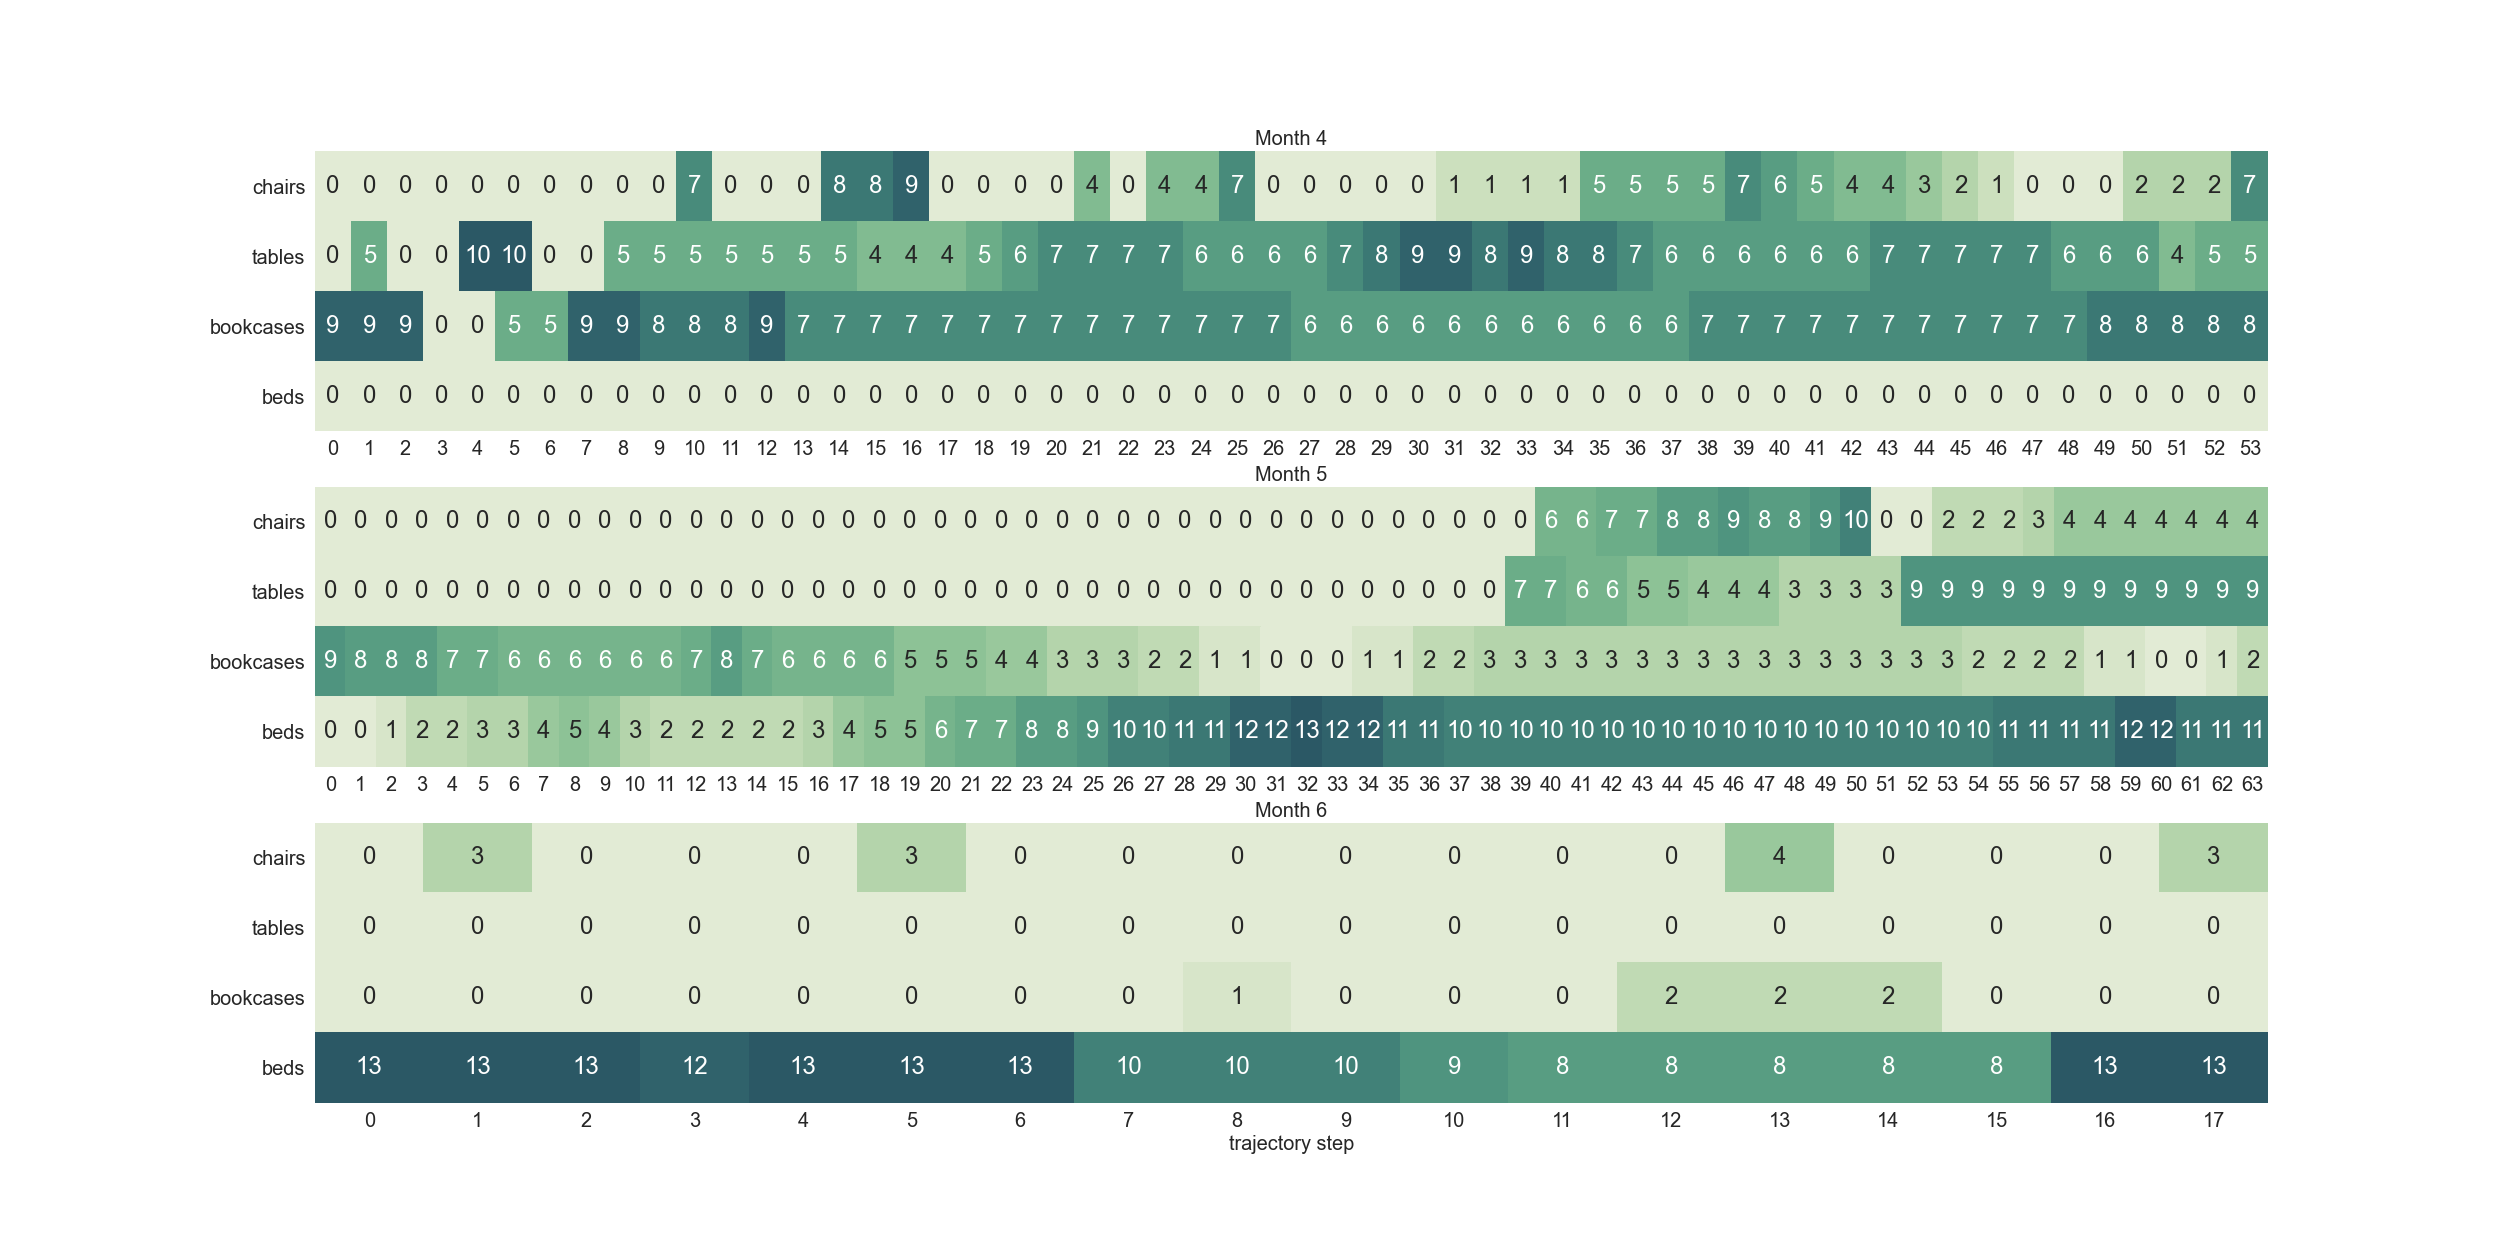 Month 4
chairs 0 0 0 0 0 0 0 0 0 0 7 0 0 0 8 8 9 0 0 0 0 4 0 4 4 7 0 0 0 0 0 1 1 1 1 5 5 5 5 7 6 5 4 4 3 2 1 0 0 0 2 2 2 7
tables 0 5 0 0 10 10 0 0 5 5 5 5 5 5 5 4 4 4 5 6 7 7 7 7 6 6 6 6 7 8 9 9 8 9 8 8 7 6 6 6 6 6 6 7 7 7 7 7 6 6 6 4 5 5
bookcases 9 9 9 0 0 5 5 9 9 8 8 8 9 7 7 7 7 7 7 7 7 7 7 7 7 7 7 6 6 6 6 6 6 6 6 6 6 6 7 7 7 7 7 7 7 7 7 7 7 8 8 8 8 8
beds 0 0 0 0 0 0 0 0 0 0 0 0 0 0 0 0 0 0 0 0 0 0 0 0 0 0 0 0 0 0 0 0 0 0 0 0 0 0 0 0 0 0 0 0 0 0 0 0 0 0 0 0 0 0
0 1 2 3 4 5 6 7 8 9 10 11 12 13 14 15 16 17 18 19 20 21 22 23 24 25 26 27 28 29 30 31 32 33 34 35 36 37 38 39 40 41 42 43 44 45 46 47 48 49 50 51 52 53
Month 5
chairs 0 0 0 0 0 0 0 0 0 0 0 0 0 0 0 0 0 0 0 0 0 0 0 0 0 0 0 0 0 0 0 0 0 0 0 0 0 0 0 0 6 6 7 7 8 8 9 8 8 9 10 0 0 2 2 2 3 4 4 4 4 4 4 4
tables 0 0 0 0 0 0 0 0 0 0 0 0 0 0 0 0 0 0 0 0 0 0 0 0 0 0 0 0 0 0 0 0 0 0 0 0 0 0 0 7 7 6 6 5 5 4 4 4 3 3 3 3 9 9 9 9 9 9 9 9 9 9 9 9
bookcases 9 8 8 8 7 7 6 6 6 6 6 6 7 8 7 6 6 6 6 5 5 5 4 4 3 3 3 2 2 1 1 0 0 0 1 1 2 2 3 3 3 3 3 3 3 3 3 3 3 3 3 3 3 3 2 2 2 2 1 1 0 0 1 2
beds 0 0 1 2 2 3 3 4 5 4 3 2 2 2 2 2 3 4 5 5 6 7 7 8 8 9 10 10 11 11 12 12 13 12 12 11 11 10 10 10 10 10 10 10 10 10 10 10 10 10 10 10 10 10 10 11 11 11 11 12 12 11 11 11
0 1 2 3 4 5 6 7 8 9 10 11 12 13 14 15 16 17 18 19 20 21 22 23 24 25 26 27 28 29 30 31 32 33 34 35 36 37 38 39 40 41 42 43 44 45 46 47 48 49 50 51 52 53 54 55 56 57 58 59 60 61 62 63
Month 6
chairs 0 3 0 0 0 3 0 0 0 0 0 0 0 4 0 0 0 3
tables 0 0 0 0 0 0 0 0 0 0 0 0 0 0 0 0 0 0
bookcases 0 0 0 0 0 0 0 0 1 0 0 0 2 2 2 0 0 0
beds 13 13 13 12 13 13 13 10 10 10 9 8 8 8 8 8 13 13
0 1 2 3 4 5 6 7 8 9 10 11 12 13 14 15 16 17
trajectory step